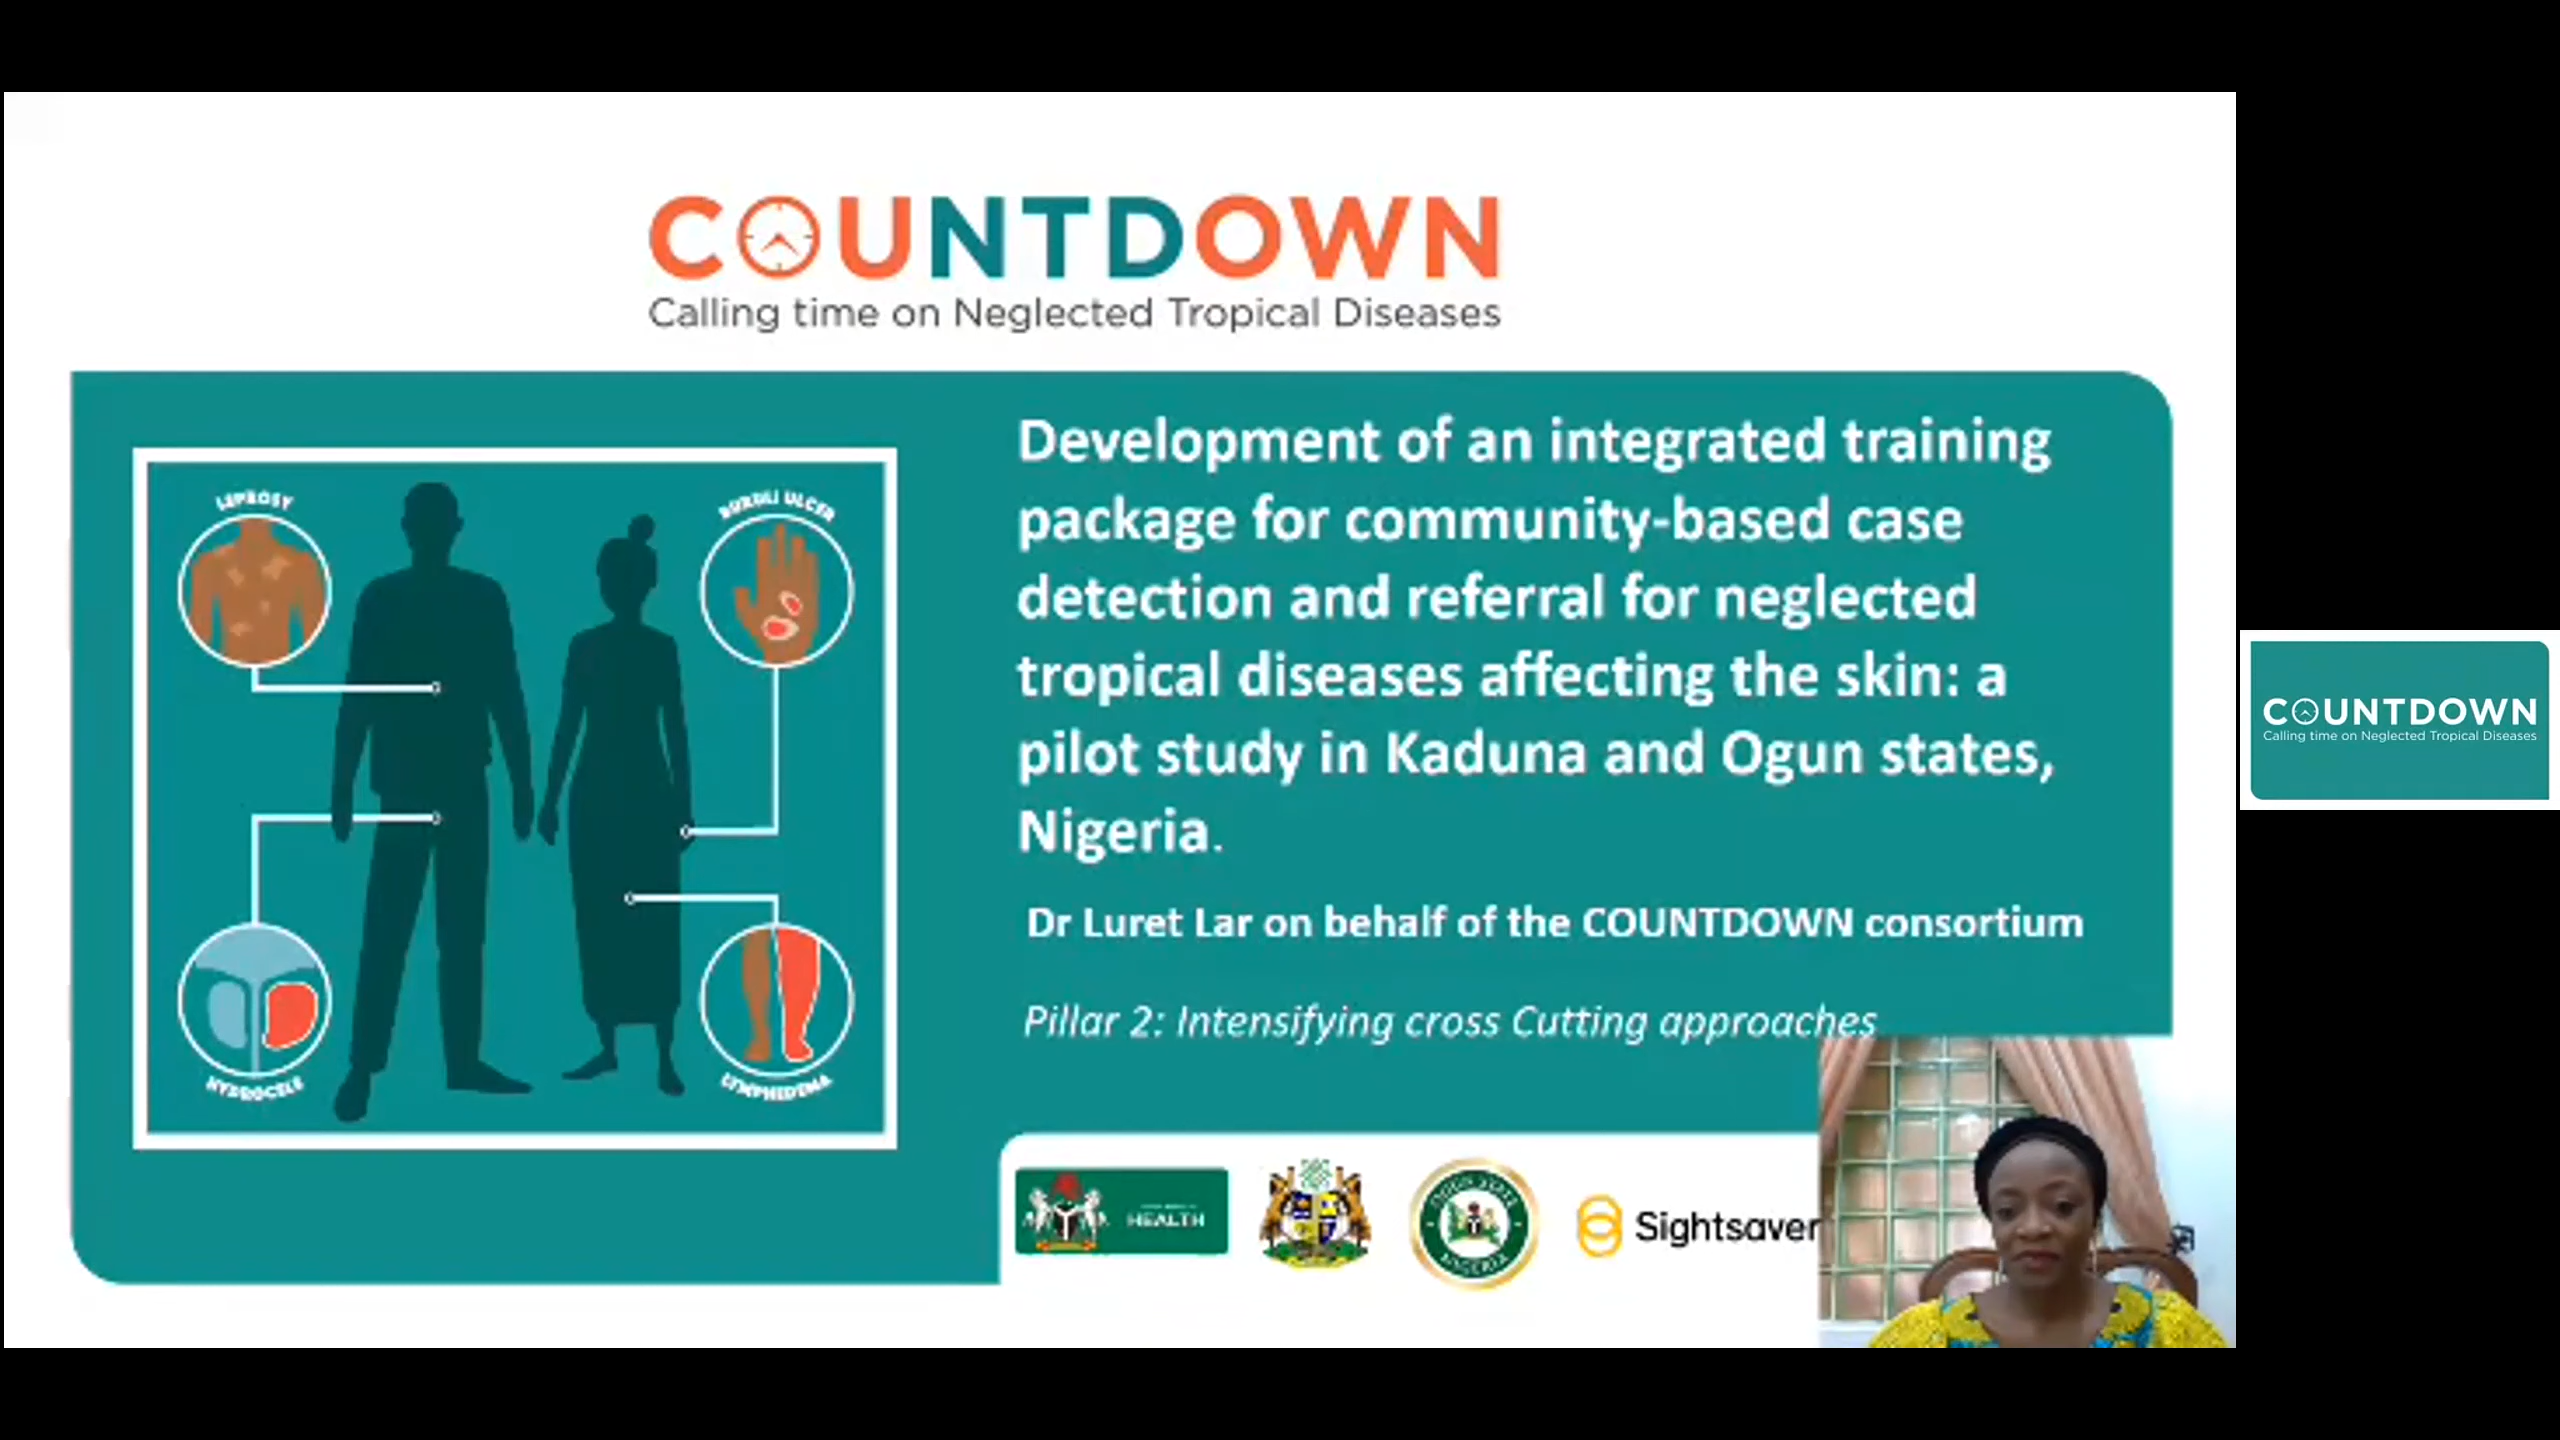 COUNTDOWN
Calling time on Neglected Tropical Diseases
LEPROSY
BURULI ULCER
HYDROCELE
LYMPHEDEMA
Development of an integrated training
package for community-based case
detection and referral for neglected
tropical diseases affecting the skin: a
pilot study in Kaduna and Ogun states,
Nigeria.
Dr Luret Lar on behalf of the COUNTDOWN consortium
Pillar 2: Intensifying cross Cutting approaches
HEALTH
OGUN STATE
NIGERIA
Sightsaver
COUNTDOWN
Calling time on Neglected Tropical Diseases